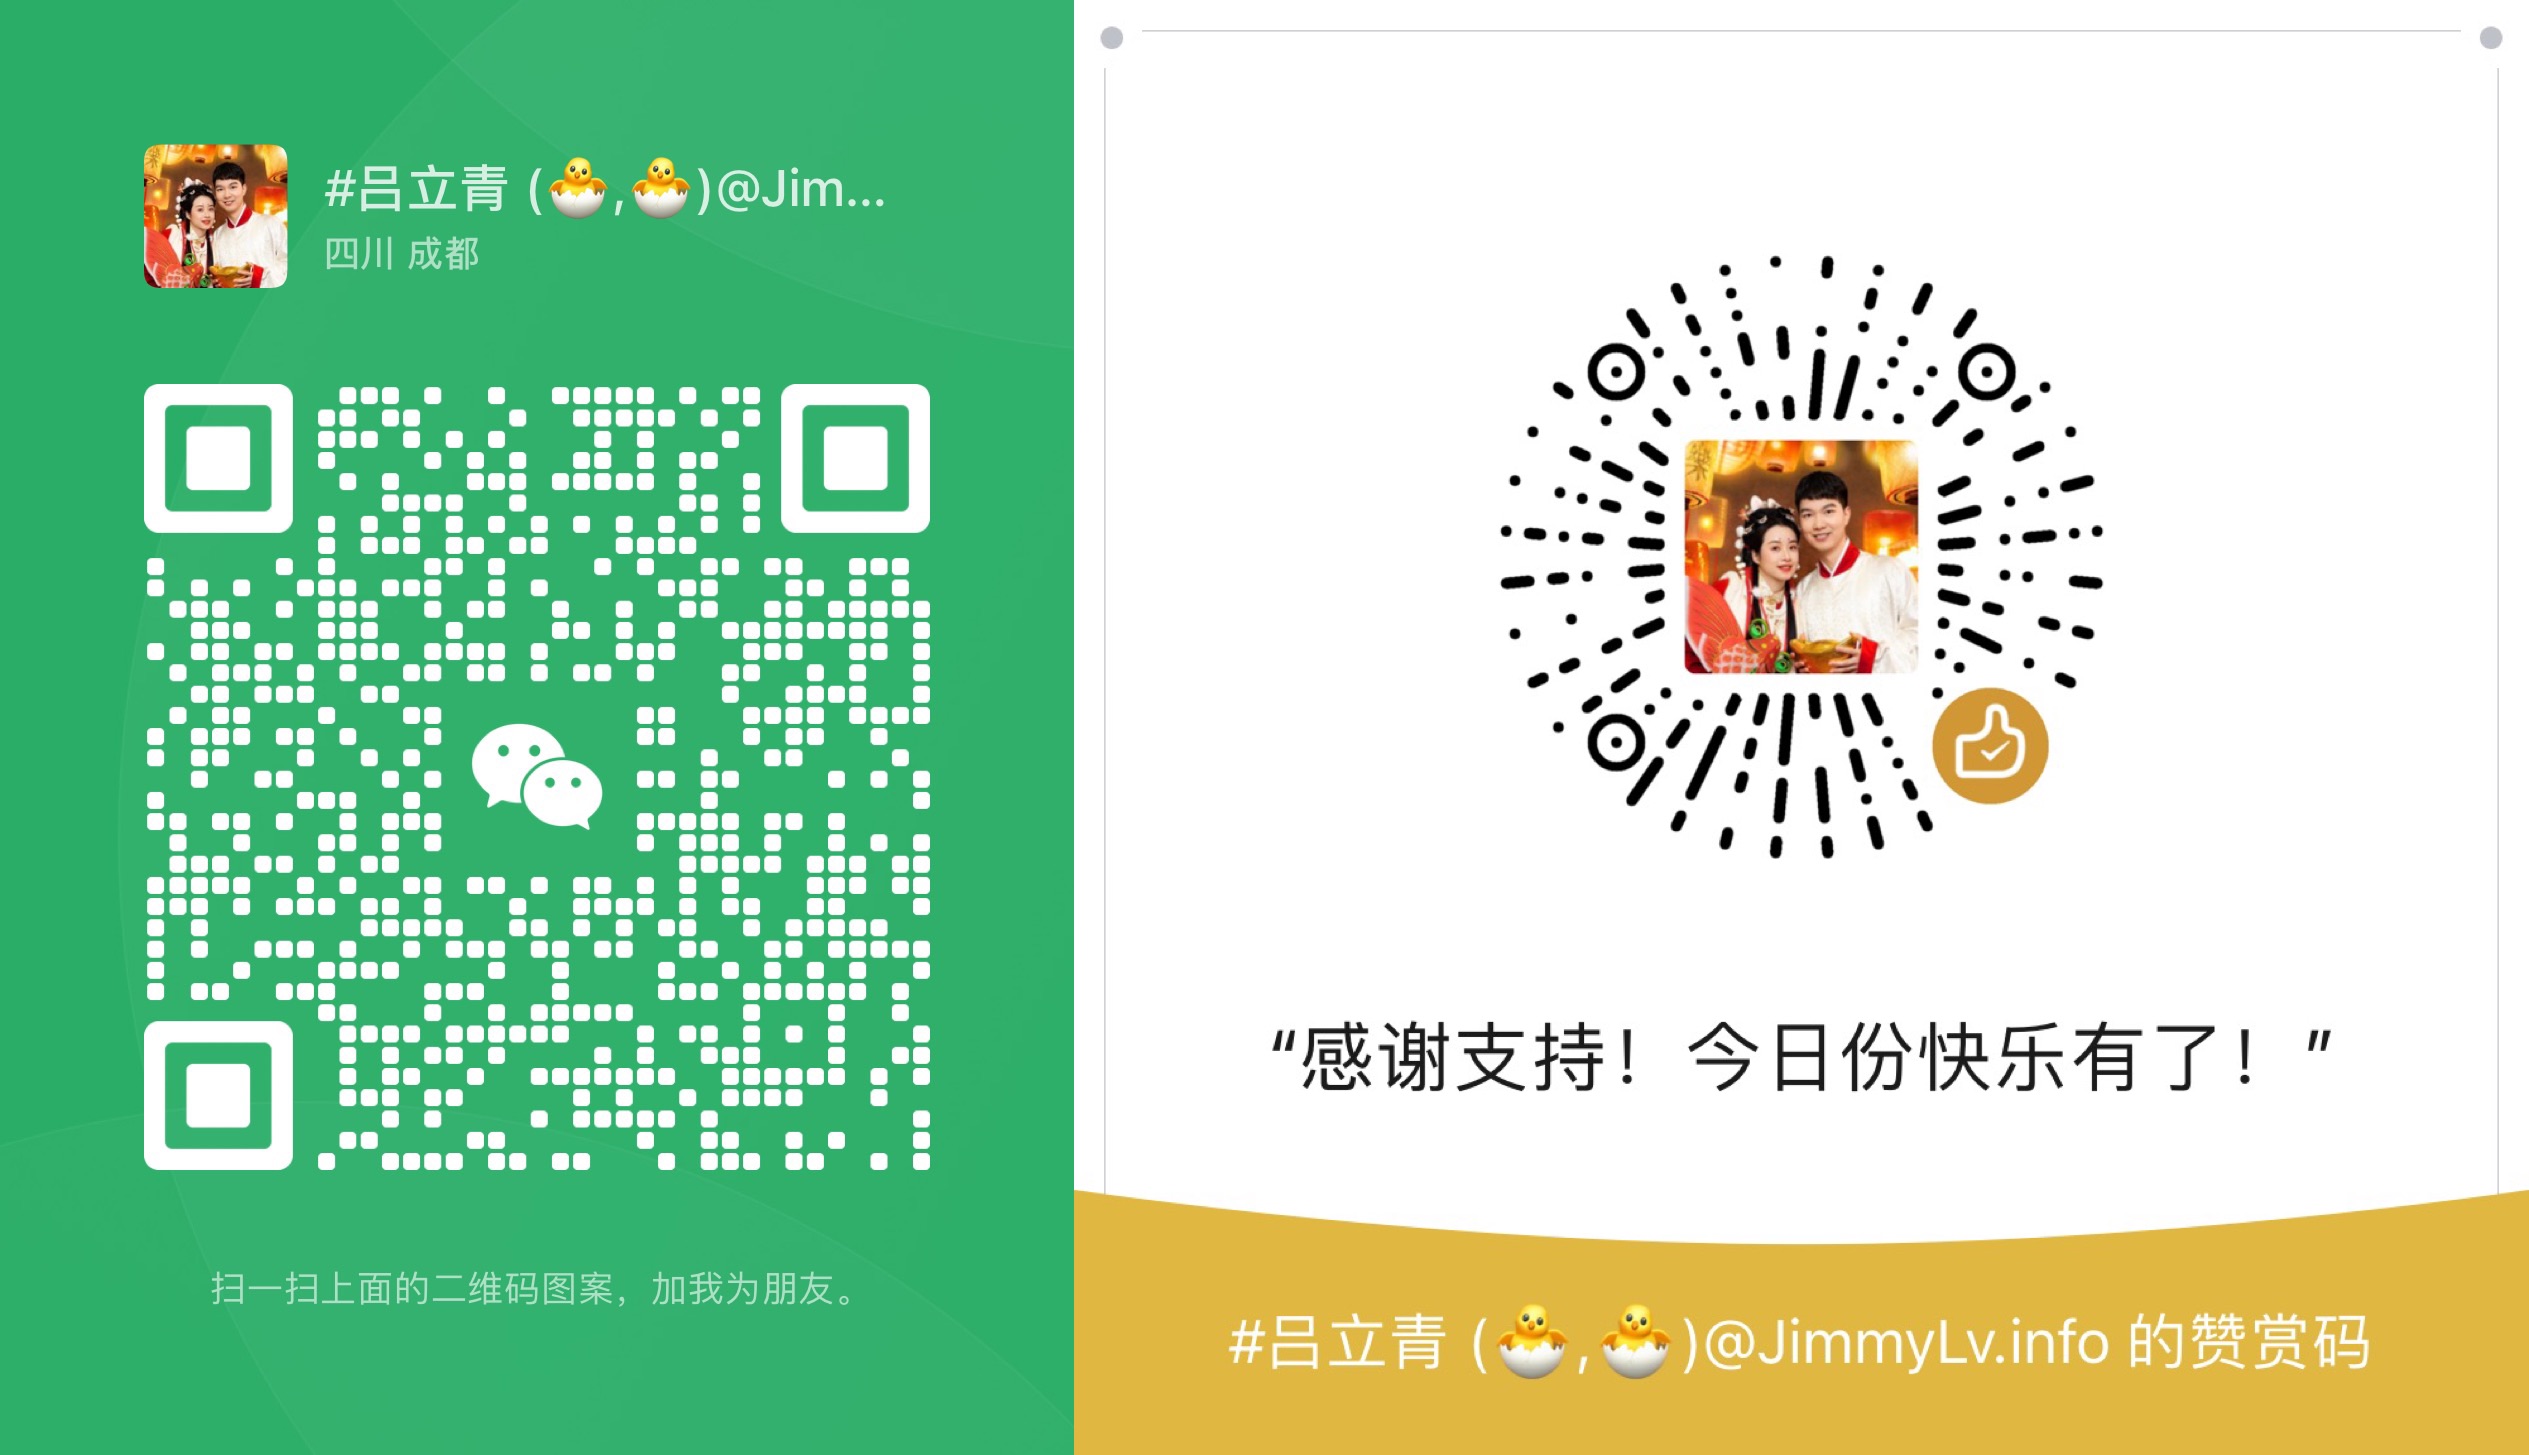 #吕立青 (🐣,🐣)@Jim...
四川 成都
扫一扫上面的二维码图案，加我为朋友。
“感谢支持！今日份快乐有了！”
#吕立青 (🐣,🐣)@JimmyLv.info 的赞赏码